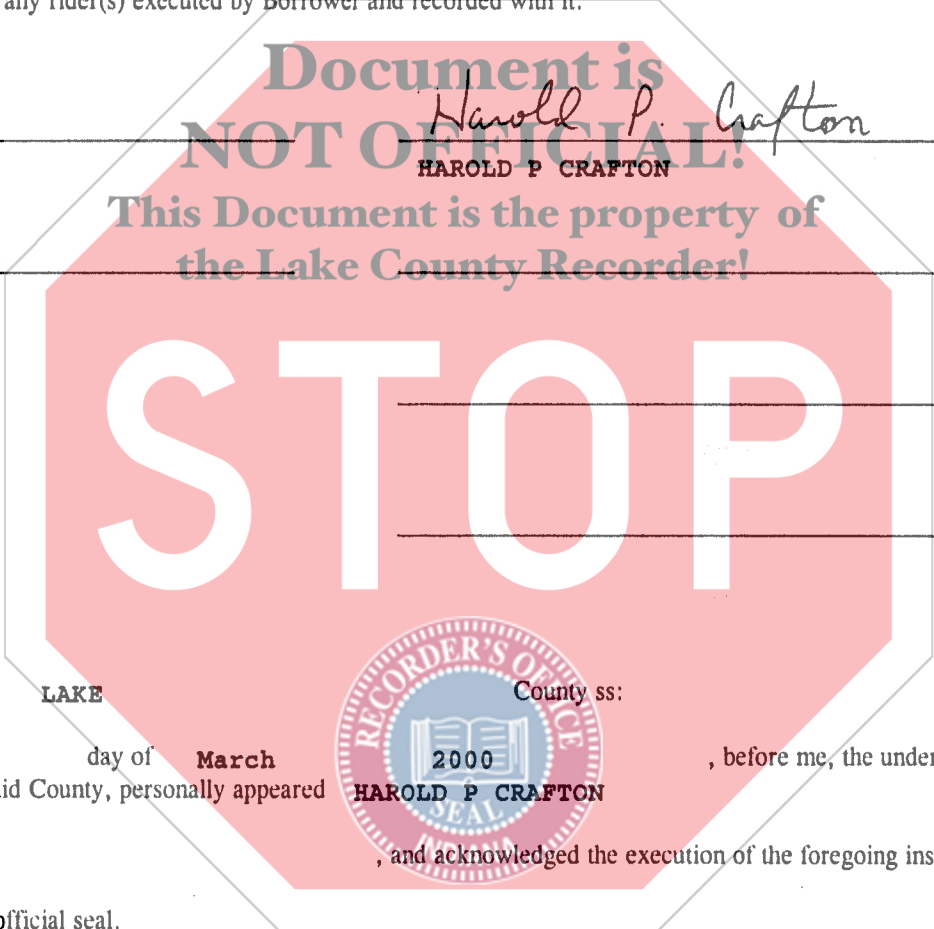 any rider(s) executed by Borrower and recorded with it.
Document is
Harold P. Crafton
NOT OFFICIAL!
HAROLD P CRAFTON
This Document is the property of
the Lake County Recorder!
STOP
RECORDER'S OFFICE
LAKE County ss:
day of March 2000 , before me, the under
id County, personally appeared HAROLD P CRAFTON
SEAL
INDIANA
, and acknowledged the execution of the foregoing ins
official seal.